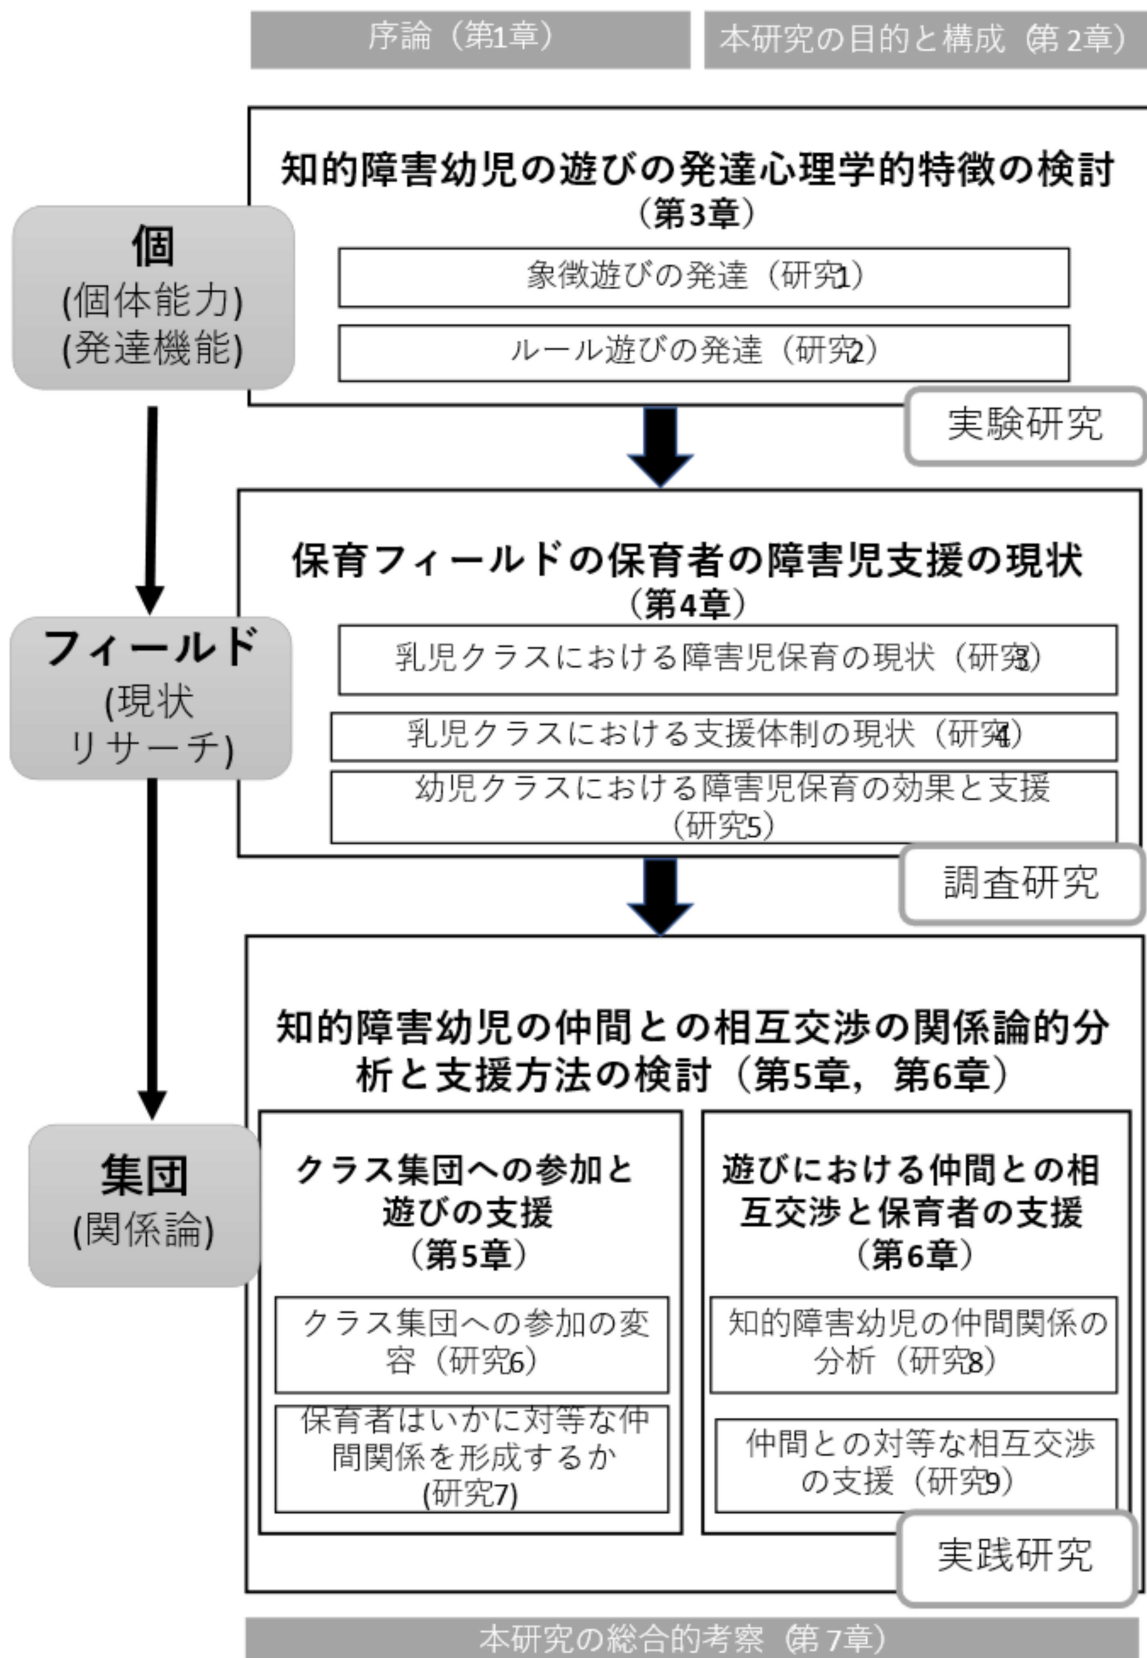 序論（第1章）
本研究の目的と構成（第2章）
知的障害幼児の遊びの発達心理学的特徴の検討
（第3章）
象徴遊びの発達（研究1）
ルール遊びの発達（研究2）
実験研究
個
(個体能力)
(発達機能)
保育フィールドの保育者の障害児支援の現状
（第4章）
乳児クラスにおける障害児保育の現状（研究3）
乳児クラスにおける支援体制の現状（研究4）
幼児クラスにおける障害児保育の効果と支援
（研究5）
調査研究
フィールド
(現状
リサーチ)
知的障害幼児の仲間との相互交渉の関係論的分
析と支援方法の検討（第5章，第6章）
集団
(関係論)
クラス集団への参加と
遊びの支援
（第5章）
クラス集団への参加の変
容（研究6）
保育者はいかに対等な仲
間関係を形成するか
(研究7)
遊びにおける仲間との相
互交渉と保育者の支援
（第6章）
知的障害幼児の仲間関係の
分析（研究8）
仲間との対等な相互交渉
の支援（研究9）
実践研究
本研究の総合的考察（第7章）